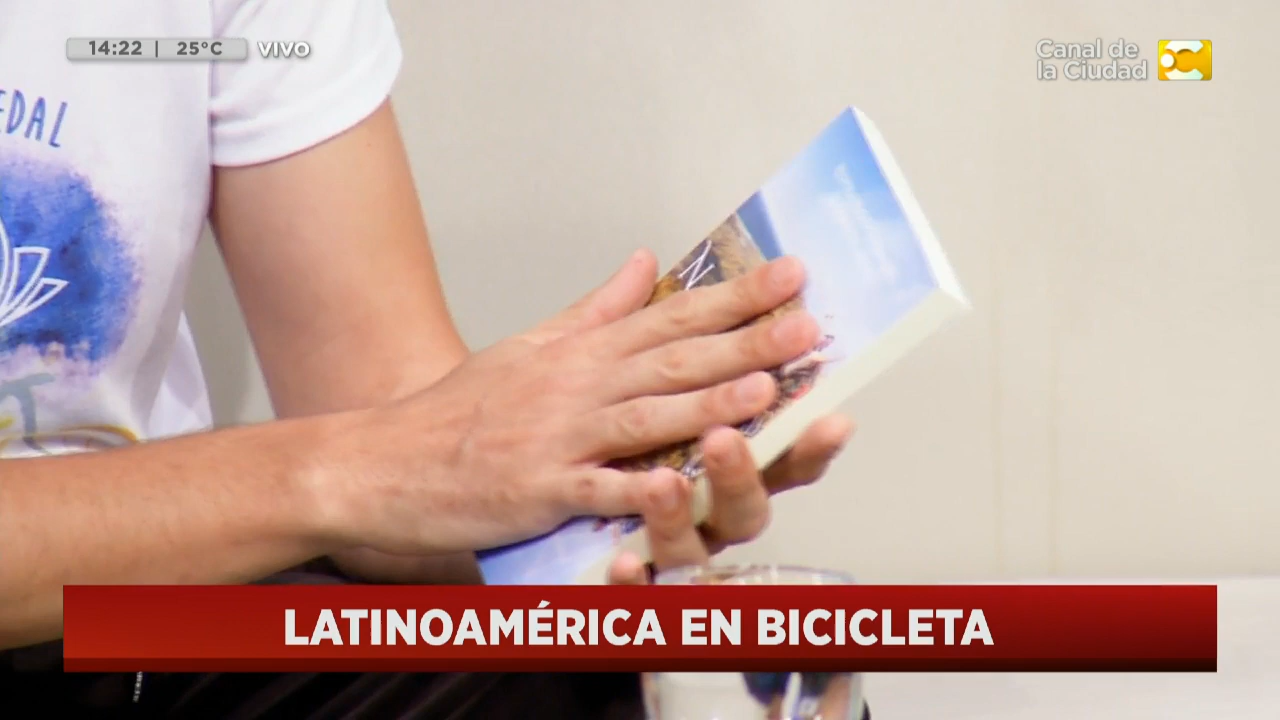 14:22 | 25°C VIVO
Canal de
la Ciudad
EDAL
N
LATINOAMÉRICA EN BICICLETA